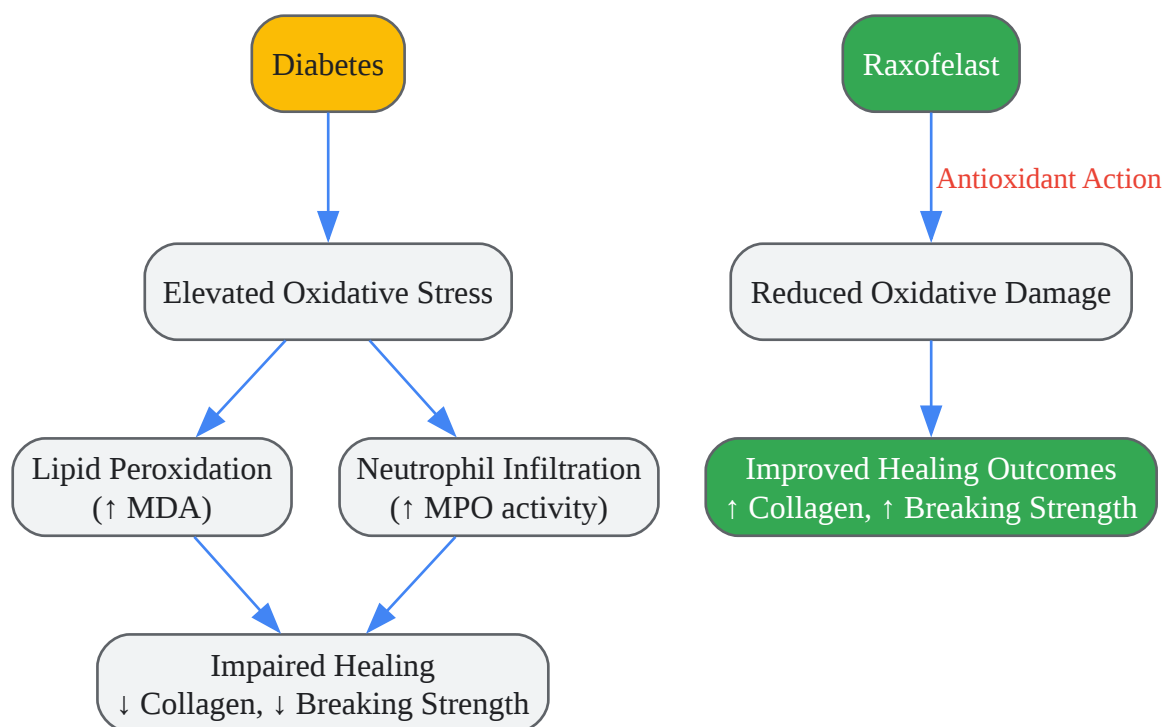 Diabetes
Raxofelast
Antioxidant Action
Elevated Oxidative Stress
Reduced Oxidative Damage
Lipid Peroxidation
(↑ MDA)
Neutrophil Infiltration
(↑ MPO activity)
Improved Healing Outcomes
↑ Collagen, ↑ Breaking Strength
Impaired Healing
↓ Collagen, ↓ Breaking Strength